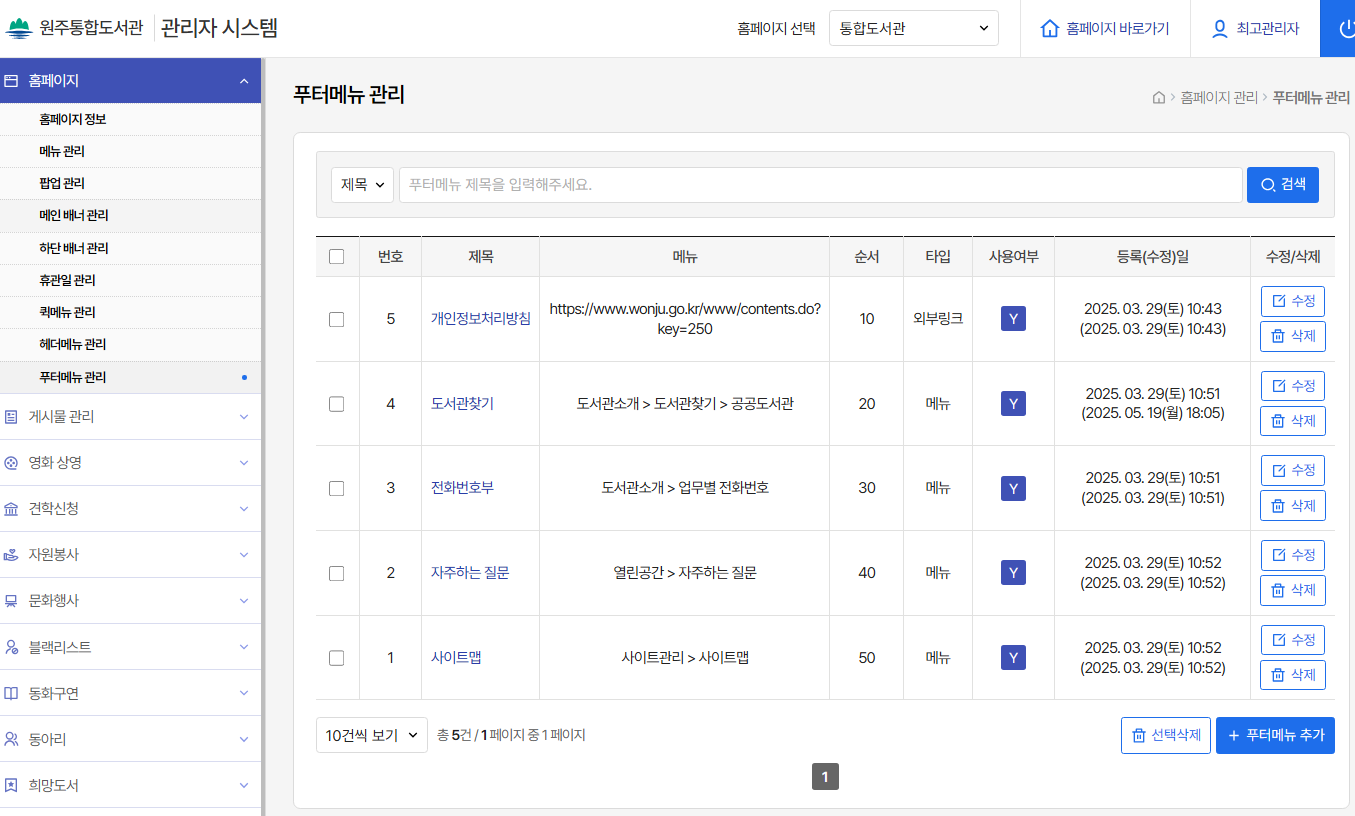 원주통합도서관 관리자 시스템
홈페이지 선택 통합도서관 홈페이지 바로가기 최고관리자
홈페이지
홈페이지 정보
메뉴 관리
팝업 관리
메인 배너 관리
하단 배너 관리
휴관일 관리
퀵메뉴 관리
헤더메뉴 관리
푸터메뉴 관리
게시물 관리
영화 상영
견학신청
자원봉사
문화행사
블랙리스트
동화구연
동아리
희망도서
푸터메뉴 관리
홈페이지 관리 > 푸터메뉴 관리
제목 푸터메뉴 제목을 입력해주세요. 검색
번호 제목 메뉴 순서 타입 사용여부 등록(수정)일 수정/삭제
5 개인정보처리방침 https://www.wonju.go.kr/www/contents.do?key=250 10 외부링크 Y 2025. 03. 29(토) 10:43 (2025. 03. 29(토) 10:43) 수정 삭제
4 도서관찾기 도서관소개 > 도서관찾기 > 공공도서관 20 메뉴 Y 2025. 03. 29(토) 10:51 (2025. 05. 19(월) 18:05) 수정 삭제
3 전화번호부 도서관소개 > 업무별 전화번호 30 메뉴 Y 2025. 03. 29(토) 10:51 (2025. 03. 29(토) 10:51) 수정 삭제
2 자주하는 질문 열린공간 > 자주하는 질문 40 메뉴 Y 2025. 03. 29(토) 10:52 (2025. 03. 29(토) 10:52) 수정 삭제
1 사이트맵 사이트관리 > 사이트맵 50 메뉴 Y 2025. 03. 29(토) 10:52 (2025. 03. 29(토) 10:52) 수정 삭제
10건씩 보기 총 5건 / 1 페이지 중 1 페이지 선택삭제 + 푸터메뉴 추가
1